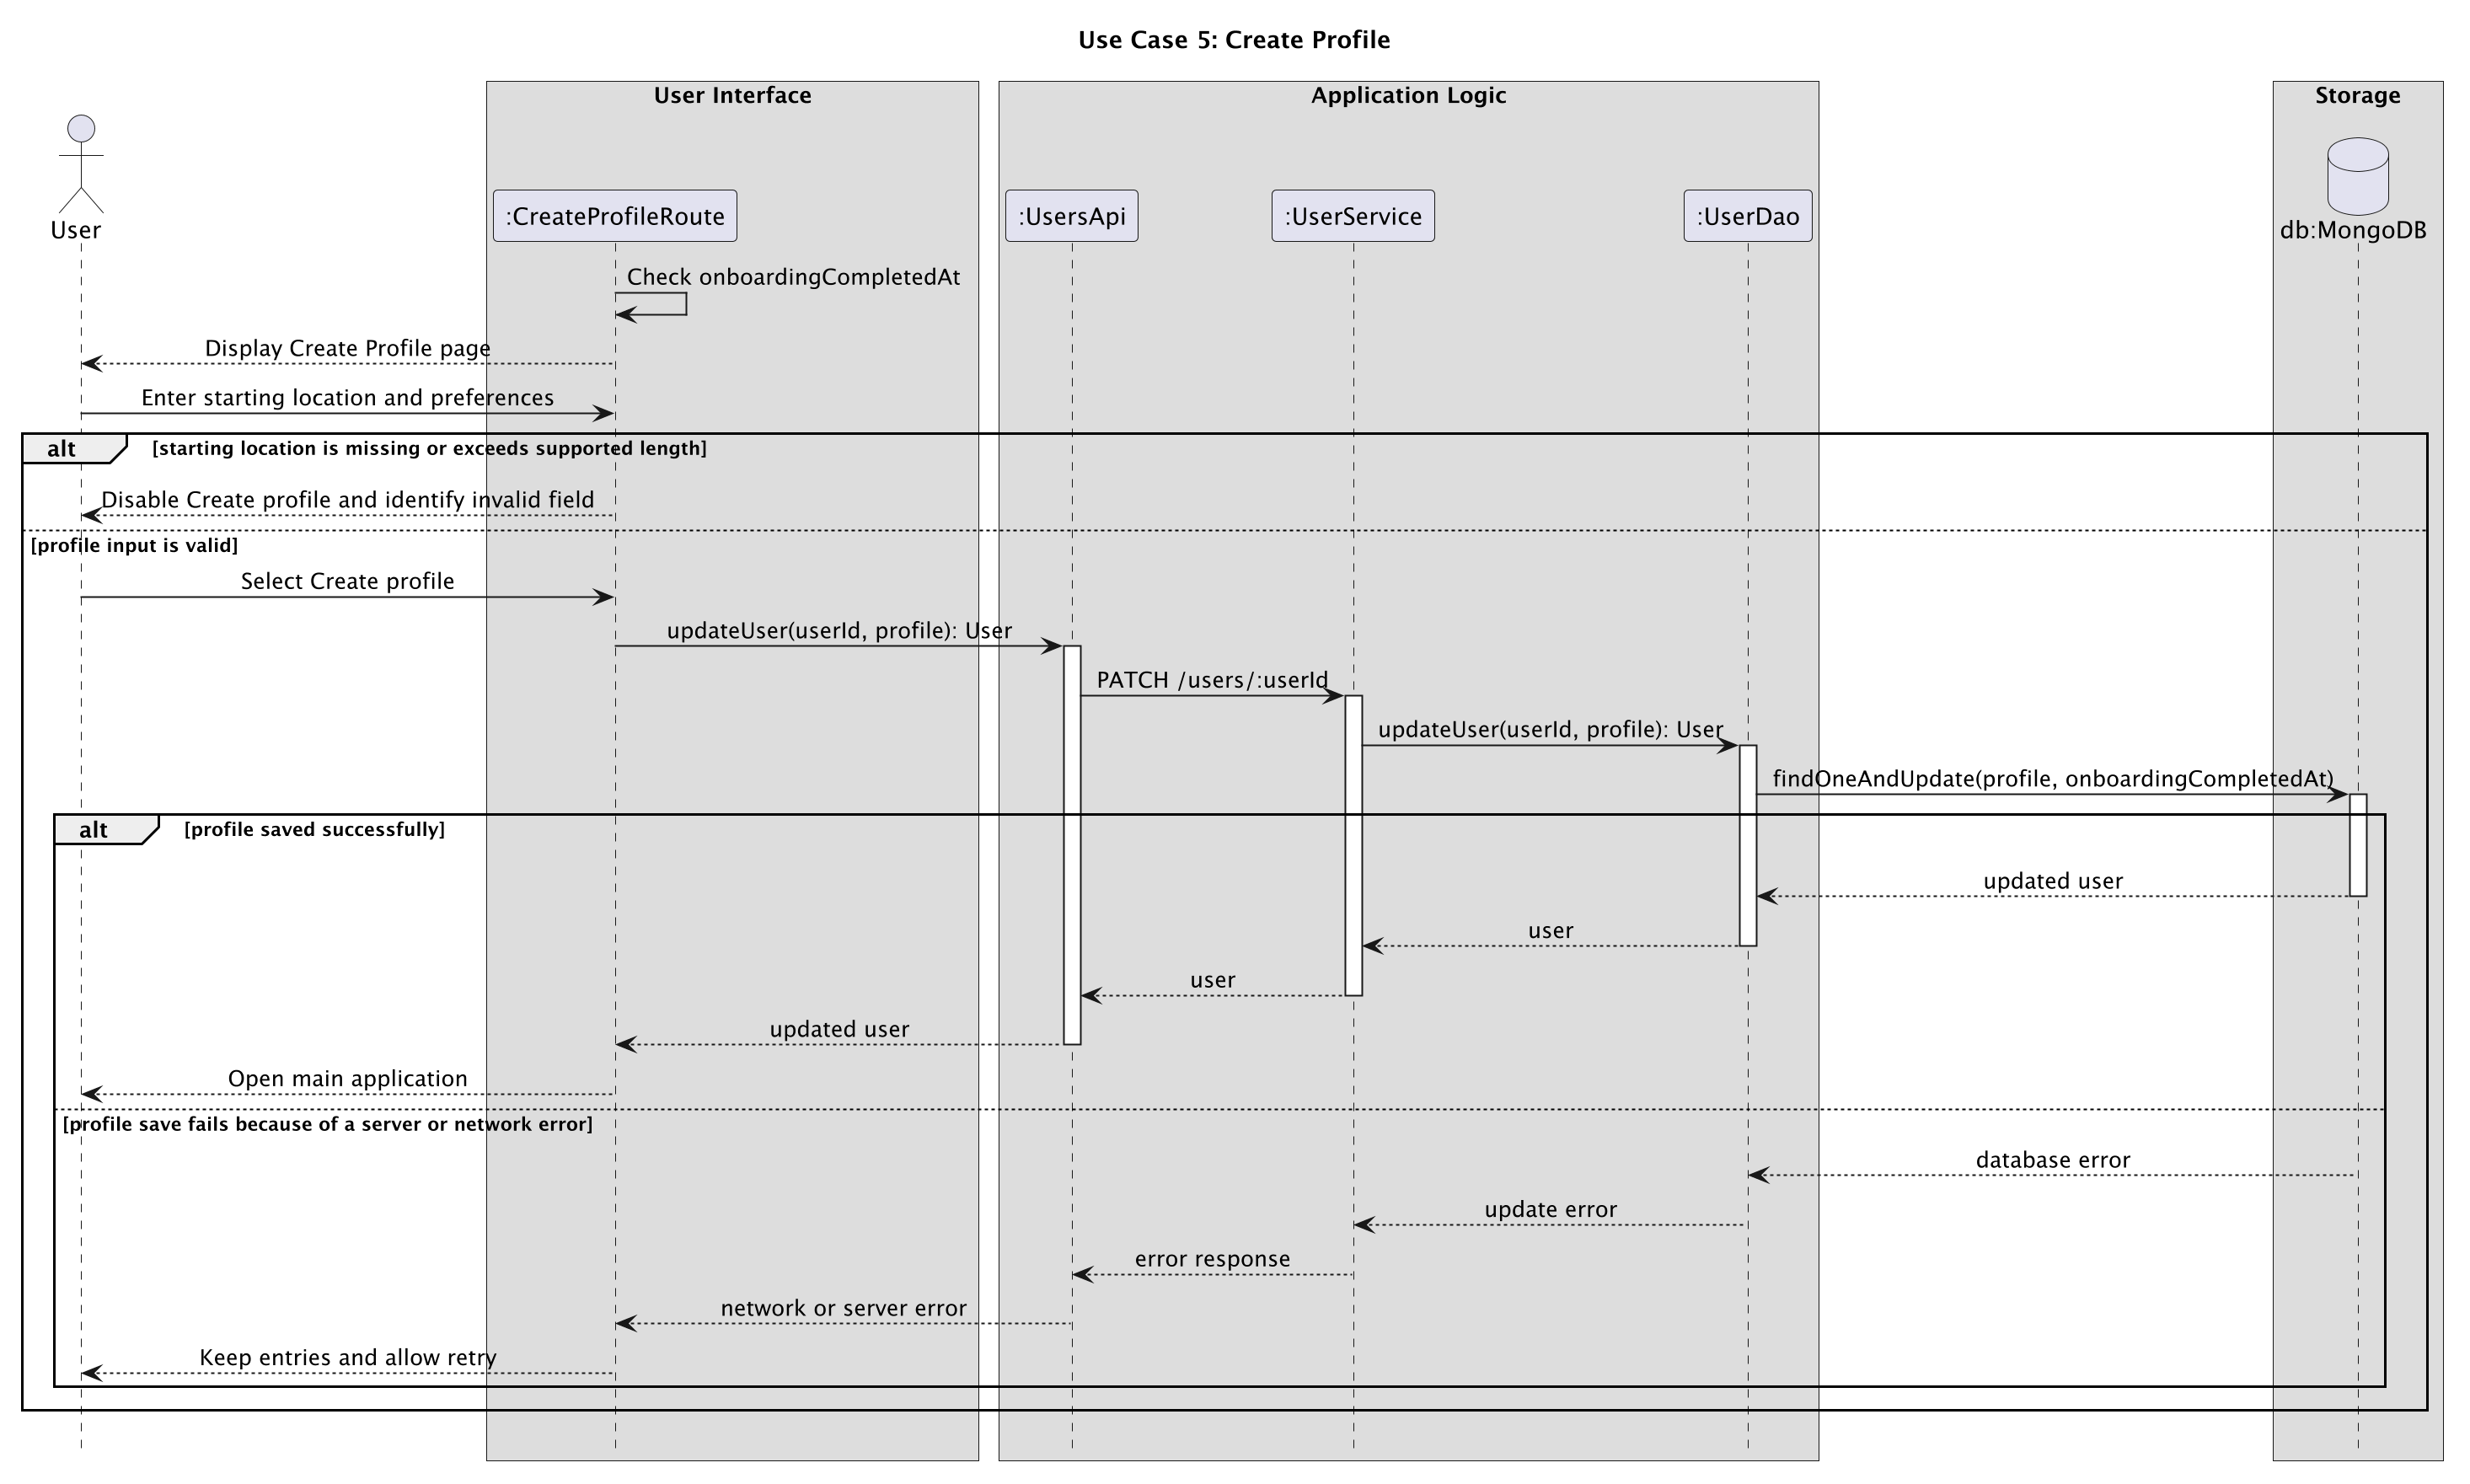 Use Case 5: Create Profile
User Interface
Application Logic
Storage
User
:CreateProfileRoute
:UsersApi
:UserService
:UserDao
db:MongoDB
Check onboardingCompletedAt
Display Create Profile page
Enter starting location and preferences
alt
[starting location is missing or exceeds supported length]
Disable Create profile and identify invalid field
[profile input is valid]
Select Create profile
updateUser(userId, profile): User
PATCH /users/:userId
updateUser(userId, profile): User
findOneAndUpdate(profile, onboardingCompletedAt)
alt
[profile saved successfully]
updated user
user
user
updated user
Open main application
[profile save fails because of a server or network error]
database error
update error
error response
network or server error
Keep entries and allow retry